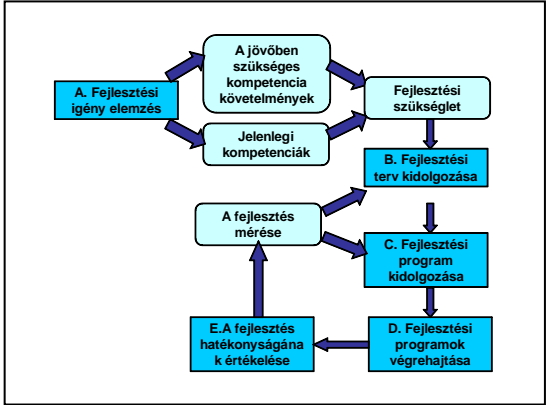 A jövőben
szükséges
kompetencia
követelmények
A. Fejlesztési
igény elemzés
Fejlesztési
szükséglet
Jelenlegi
kompetenciák
B. Fejlesztési
terv kidolgozása
A fejlesztés
mérése
C. Fejlesztési
program
kidolgozása
E.A fejlesztés
hatékonyságána
k értékelése
D. Fejlesztési
programok
végrehajtása